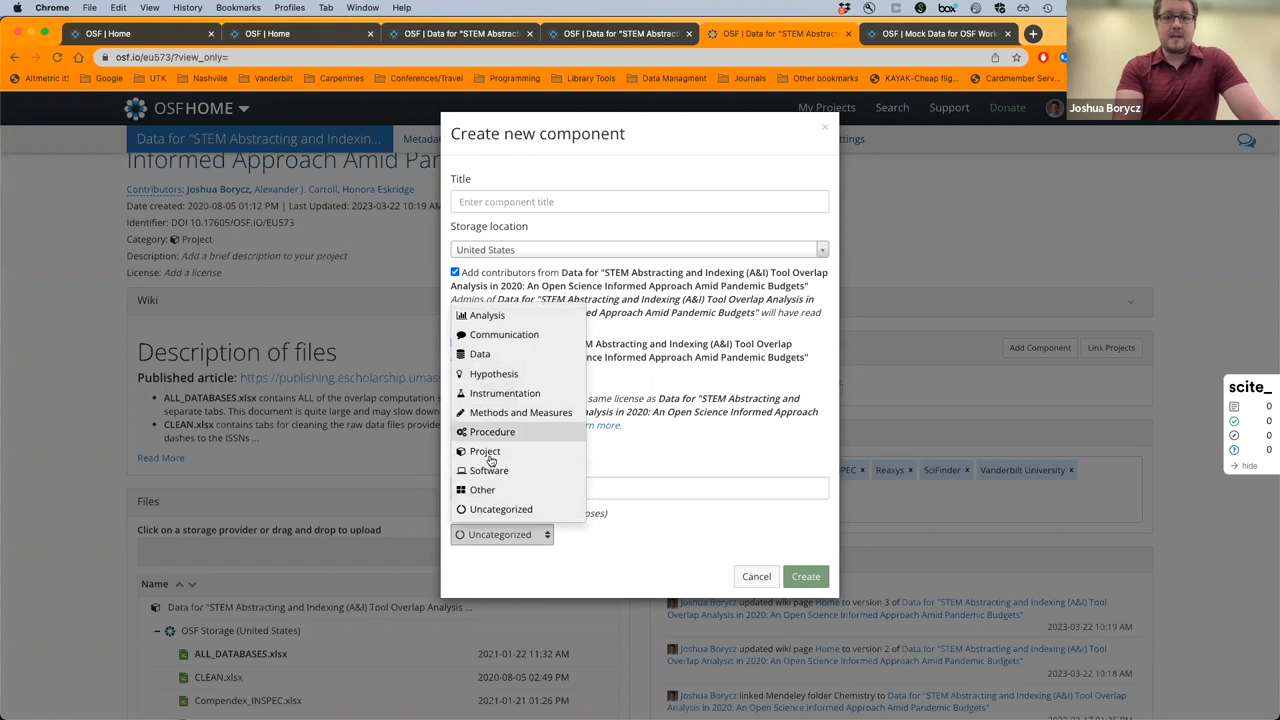 Chrome File Edit View History Bookmarks Profiles Tab Window Help
box
OSF | Home
OSF | Home
OSF | Data for "STEM Abstracti
OSF | Data for "STEM Abstracti
OSF | Data for "STEM Abstracti
OSF | Mock Data for OSF Work
osf.io/eu573/?view_only=
Altmetric it! Google UTK Nashville Vanderbilt Carpentries Conferences/Travel Programming Library Tools Data Managment Journals Other bookmarks KAYAK-Cheap flig... Cardmember Serv...
Joshua Borycz
OSFHOME
My Projects Search Support Donate
Data for "STEM Abstracting and Indexin...
ttings
Informed Approach Amid Pa
Contributors: Joshua Borycz, Alexander J. Carroll, Honora Eskridge
Date created: 2020-08-05 01:12 PM | Last Updated: 2023-03-22 10:19 AM
Identifier: DOI 10.17605/OSF.IO/EU573
Category: Project
Description: Add a brief description to your project
License: Add a license
Wiki
Description of files
Published article: https://publishing.escholarship.umas
ALL_DATABASES.xlsx contains ALL of the overlap computation s
separate tabs. This document is quite large and may slow down
CLEAN.xlsx contains tabs for cleaning the raw data files provide
dashes to the ISSNs ...
Read More
Files
Click on a storage provider or drag and drop to upload
Name
Data for "STEM Abstracting and Indexing (A&I) Tool Overlap Analysis ...
OSF Storage (United States)
ALL_DATABASES.xlsx 2021-01-22 11:32 AM
CLEAN.xlsx 2020-08-05 02:49 PM
Compendex_INSPEC.xlsx 2021-01-21 01:26 PM
Create new component
×
Title
Enter component title
Storage location
United States
Add contributors from Data for "STEM Abstracting and Indexing (A&I) Tool Overlap
Analysis in 2020: An Open Science Informed Approach Amid Pandemic Budgets"
Admins of Data for "STEM Abstracting and Indexing (A&I) Tool Overlap Analysis in
formed Approach Amid Pandemic Budgets" will have read
M Abstracting and Indexing (A&I) Tool Overlap
nce Informed Approach Amid Pandemic Budgets"
same license as Data for "STEM Abstracting and
alysis in 2020: An Open Science Informed Approach
rn more.
Analysis
Communication
Data
Hypothesis
Instrumentation
Methods and Measures
Procedure
Project
Software
Other
Uncategorized
oses)
Uncategorized
Cancel Create
Add Component Link Projects
PEC × Reaxys × SciFinder × Vanderbilt University ×
Joshua Borycz updated wiki page Home to version 3 of Data for "STEM Abstracting and Indexing (A&I) Tool
Overlap Analysis in 2020: An Open Science Informed Approach Amid Pandemic Budgets"
2023-03-22 10:19 AM
Joshua Borycz updated wiki page Home to version 2 of Data for "STEM Abstracting and Indexing (A&I) Tool
Overlap Analysis in 2020: An Open Science Informed Approach Amid Pandemic Budgets"
2023-03-22 10:18 AM
Joshua Borycz linked Mendeley folder Chemistry to Data for "STEM Abstracting and Indexing (A&I) Tool Overlap
Analysis in 2020: An Open Science Informed Approach Amid Pandemic Budgets"
scite_
0
0
0
0
hide